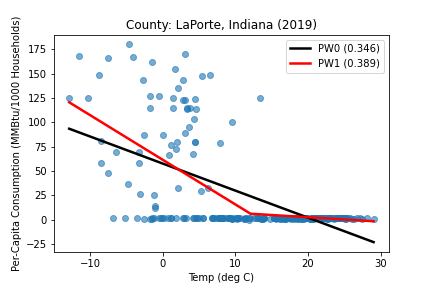 County: LaPorte, Indiana (2019)
Per-Capita Consumption (MMBtu/1000 Households)
175
150
125
100
75
50
25
0
−25
PW0 (0.346)
PW1 (0.389)
−10 0 10 20 30
Temp (deg C)